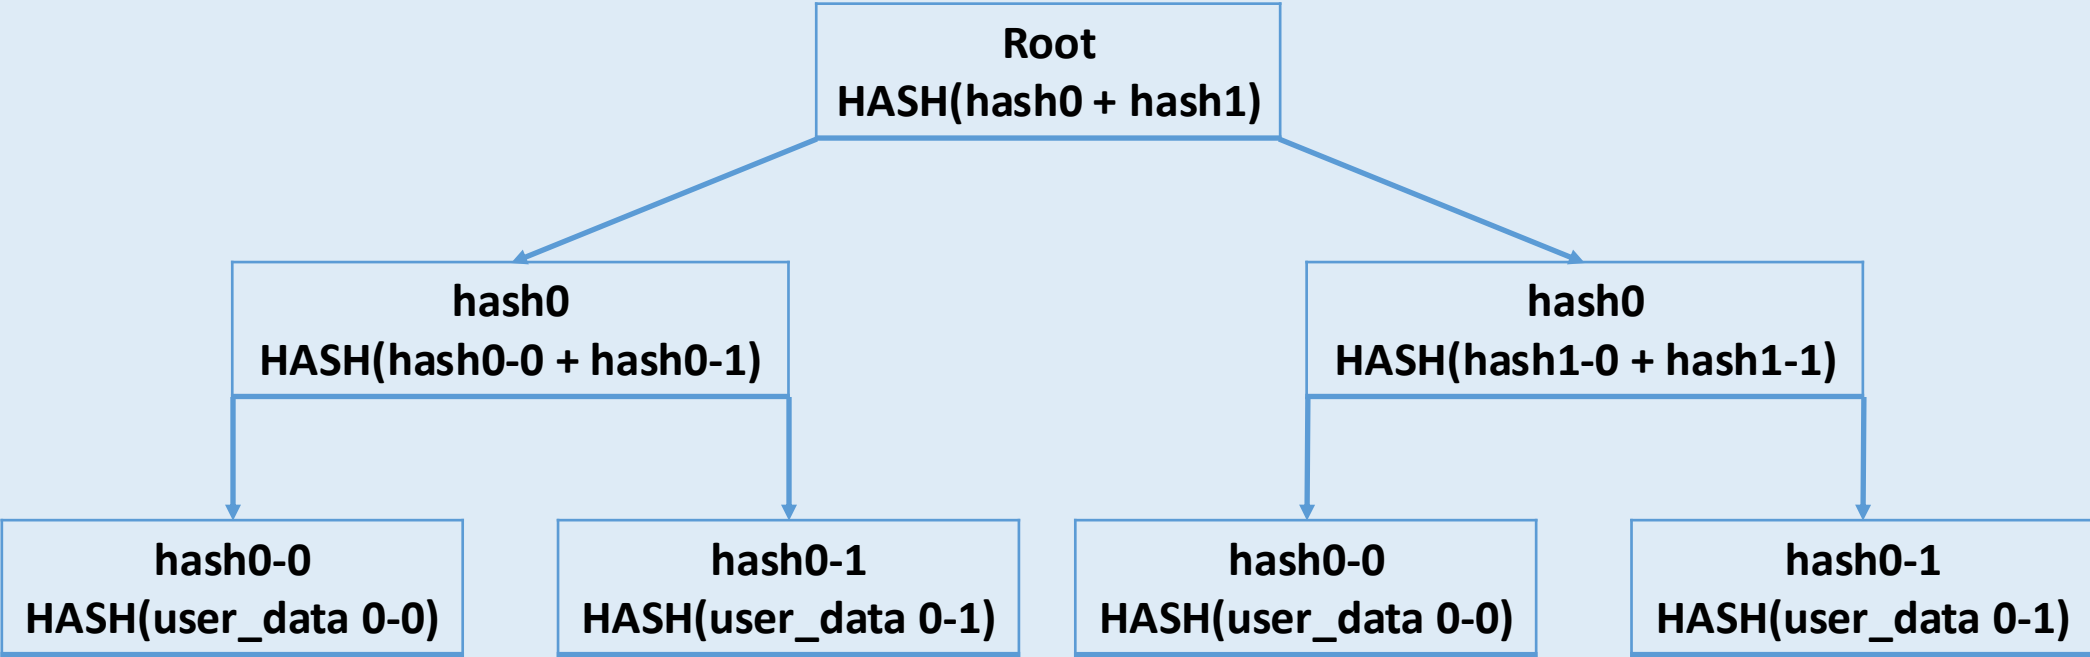 Root
HASH(hash0 + hash1)
hash0
HASH(hash0-0 + hash0-1)
hash0
HASH(hash1-0 + hash1-1)
hash0-0
HASH(user_data 0-0)
hash0-1
HASH(user_data 0-1)
hash0-0
HASH(user_data 0-0)
hash0-1
HASH(user_data 0-1)